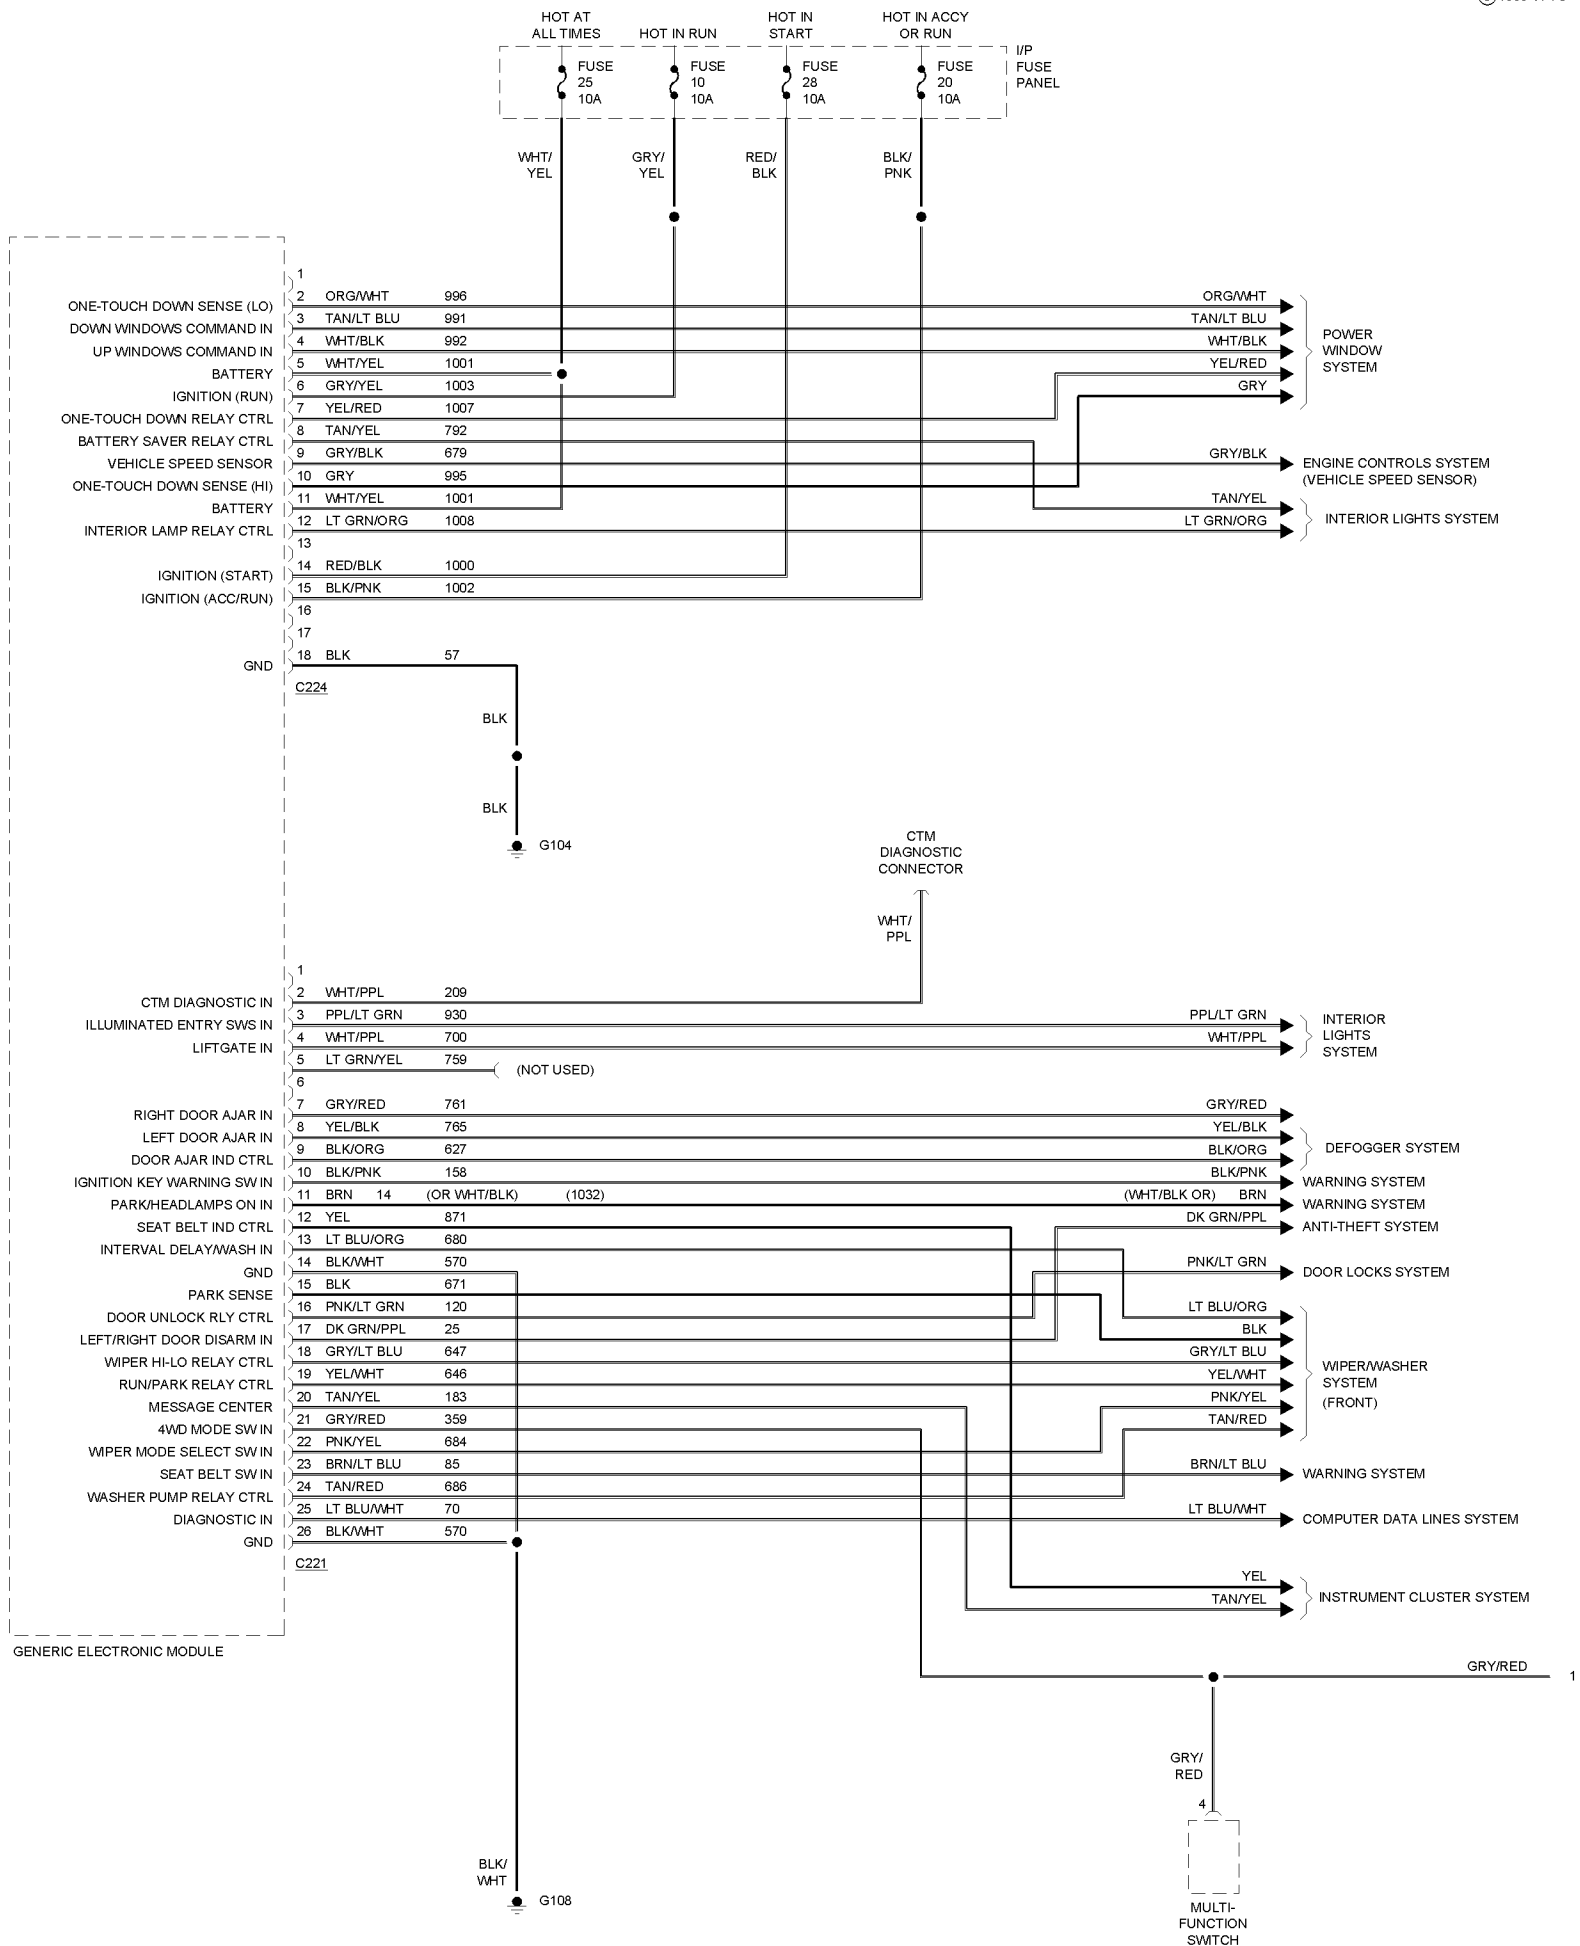 HOT AT
ALL TIMES
HOT IN RUN
HOT IN
START
HOT IN ACCY
OR RUN
I/P
FUSE
PANEL
FUSE
25
10A
FUSE
10
10A
FUSE
28
10A
FUSE
20
10A
WHT/
YEL
GRY/
YEL
RED/
BLK
BLK/
PNK
1
ONE-TOUCH DOWN SENSE (LO) 2 ORG/WHT 996 ORG/WHT
DOWN WINDOWS COMMAND IN 3 TAN/LT BLU 991 TAN/LT BLU
UP WINDOWS COMMAND IN 4 WHT/BLK 992 WHT/BLK
BATTERY 5 WHT/YEL 1001 YEL/RED
IGNITION (RUN) 6 GRY/YEL 1003 GRY
POWER
WINDOW
SYSTEM
ONE-TOUCH DOWN RELAY CTRL 7 YEL/RED 1007
BATTERY SAVER RELAY CTRL 8 TAN/YEL 792
VEHICLE SPEED SENSOR 9 GRY/BLK 679 GRY/BLK ENGINE CONTROLS SYSTEM
(VEHICLE SPEED SENSOR)
ONE-TOUCH DOWN SENSE (HI) 10 GRY 995
BATTERY 11 WHT/YEL 1001 TAN/YEL
INTERIOR LAMP RELAY CTRL 12 LT GRN/ORG 1008 LT GRN/ORG
INTERIOR LIGHTS SYSTEM
13
IGNITION (START) 14 RED/BLK 1000
IGNITION (ACC/RUN) 15 BLK/PNK 1002
16
17
GND 18 BLK 57
C224
BLK
BLK
G104
CTM
DIAGNOSTIC
CONNECTOR
WHT/
PPL
1
CTM DIAGNOSTIC IN 2 WHT/PPL 209
ILLUMINATED ENTRY SWS IN 3 PPL/LT GRN 930 PPL/LT GRN
LIFTGATE IN 4 WHT/PPL 700 WHT/PPL
INTERIOR
LIGHTS
SYSTEM
5 LT GRN/YEL 759 (NOT USED)
6
RIGHT DOOR AJAR IN 7 GRY/RED 761 GRY/RED
LEFT DOOR AJAR IN 8 YEL/BLK 765 YEL/BLK
DOOR AJAR IND CTRL 9 BLK/ORG 627 BLK/ORG
DEFOGGER SYSTEM
IGNITION KEY WARNING SW IN 10 BLK/PNK 158 BLK/PNK WARNING SYSTEM
PARK/HEADLAMPS ON IN 11 BRN 14 (OR WHT/BLK) (1032) (WHT/BLK OR) BRN WARNING SYSTEM
SEAT BELT IND CTRL 12 YEL 871 DK GRN/PPL ANTI-THEFT SYSTEM
INTERVAL DELAY/WASH IN 13 LT BLU/ORG 680
GND 14 BLK/WHT 570 PNK/LT GRN DOOR LOCKS SYSTEM
PARK SENSE 15 BLK 671
DOOR UNLOCK RLY CTRL 16 PNK/LT GRN 120 LT BLU/ORG
LEFT/RIGHT DOOR DISARM IN 17 DK GRN/PPL 25 BLK
WIPER HI-LO RELAY CTRL 18 GRY/LT BLU 647 GRY/LT BLU
RUN/PARK RELAY CTRL 19 YEL/WHT 646 YEL/WHT
MESSAGE CENTER 20 TAN/YEL 183 PNK/YEL
4WD MODE SW IN 21 GRY/RED 359 TAN/RED
WIPER/WASHER
SYSTEM
(FRONT)
WIPER MODE SELECT SW IN 22 PNK/YEL 684
SEAT BELT SW IN 23 BRN/LT BLU 85 BRN/LT BLU WARNING SYSTEM
WASHER PUMP RELAY CTRL 24 TAN/RED 686
DIAGNOSTIC IN 25 LT BLU/WHT 70 LT BLU/WHT COMPUTER DATA LINES SYSTEM
GND 26 BLK/WHT 570
C221
YEL
TAN/YEL
INSTRUMENT CLUSTER SYSTEM
GENERIC ELECTRONIC MODULE
GRY/RED 1
GRY/
RED
4
BLK/
WHT
G108
MULTI-
FUNCTION
SWITCH